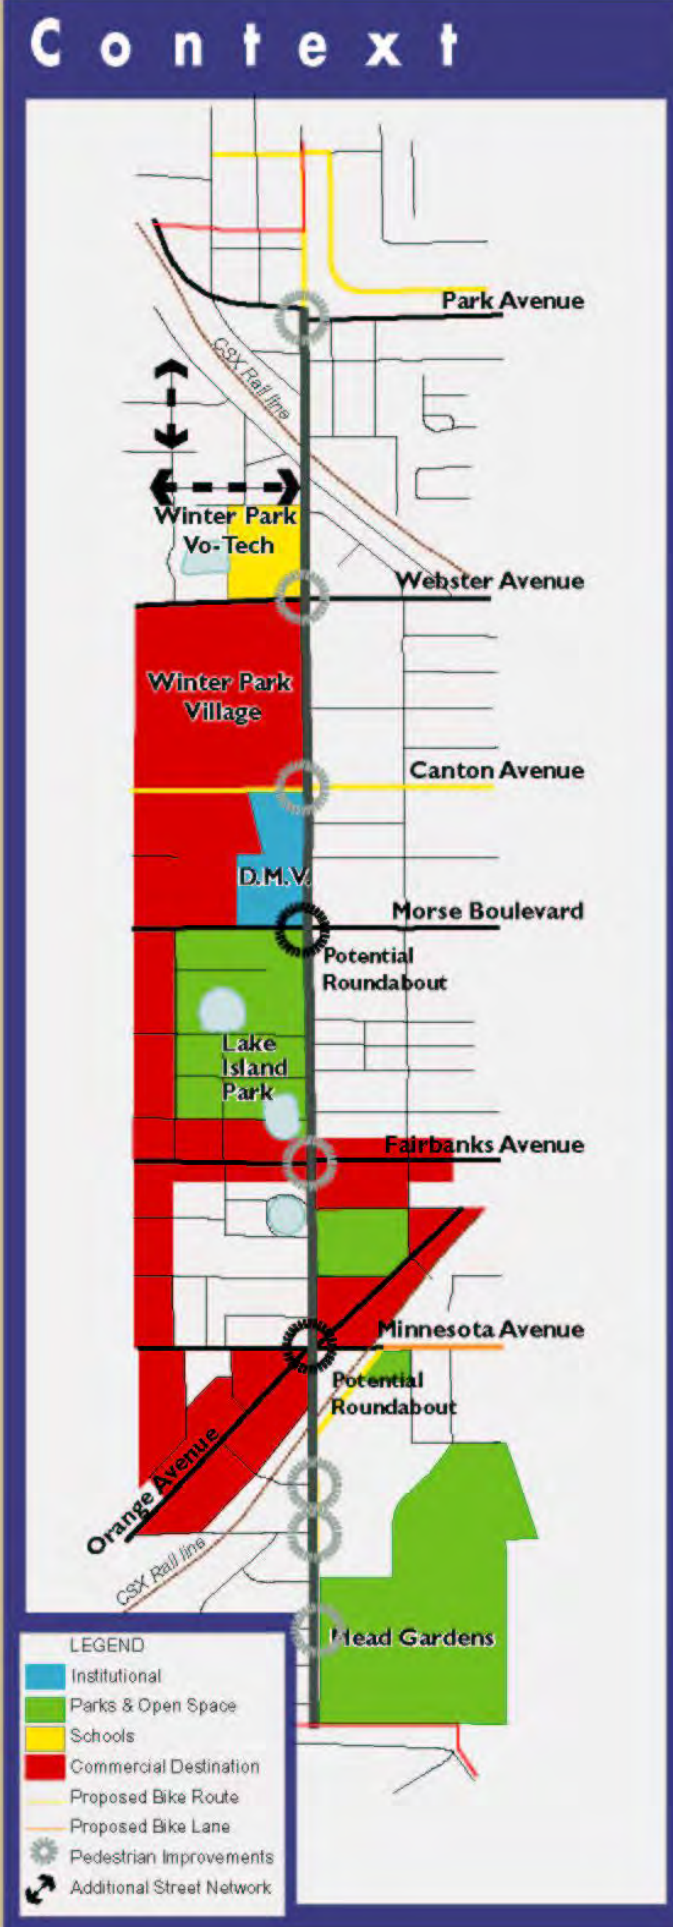 Context
Park Avenue
CSX Rail line
Winter Park
Vo-Tech
Webster Avenue
Winter Park
Village
Canton Avenue
D.M.V.
Morse Boulevard
Potential
Roundabout
Lake
Island
Park
Fairbanks Avenue
Minnesota Avenue
Potential
Roundabout
Orange Avenue
CSX Rail line
Mead Gardens
LEGEND
Institutional
Parks & Open Space
Schools
Commercial Destination
Proposed Bike Route
Proposed Bike Lane
Pedestrian Improvements
Additional Street Network